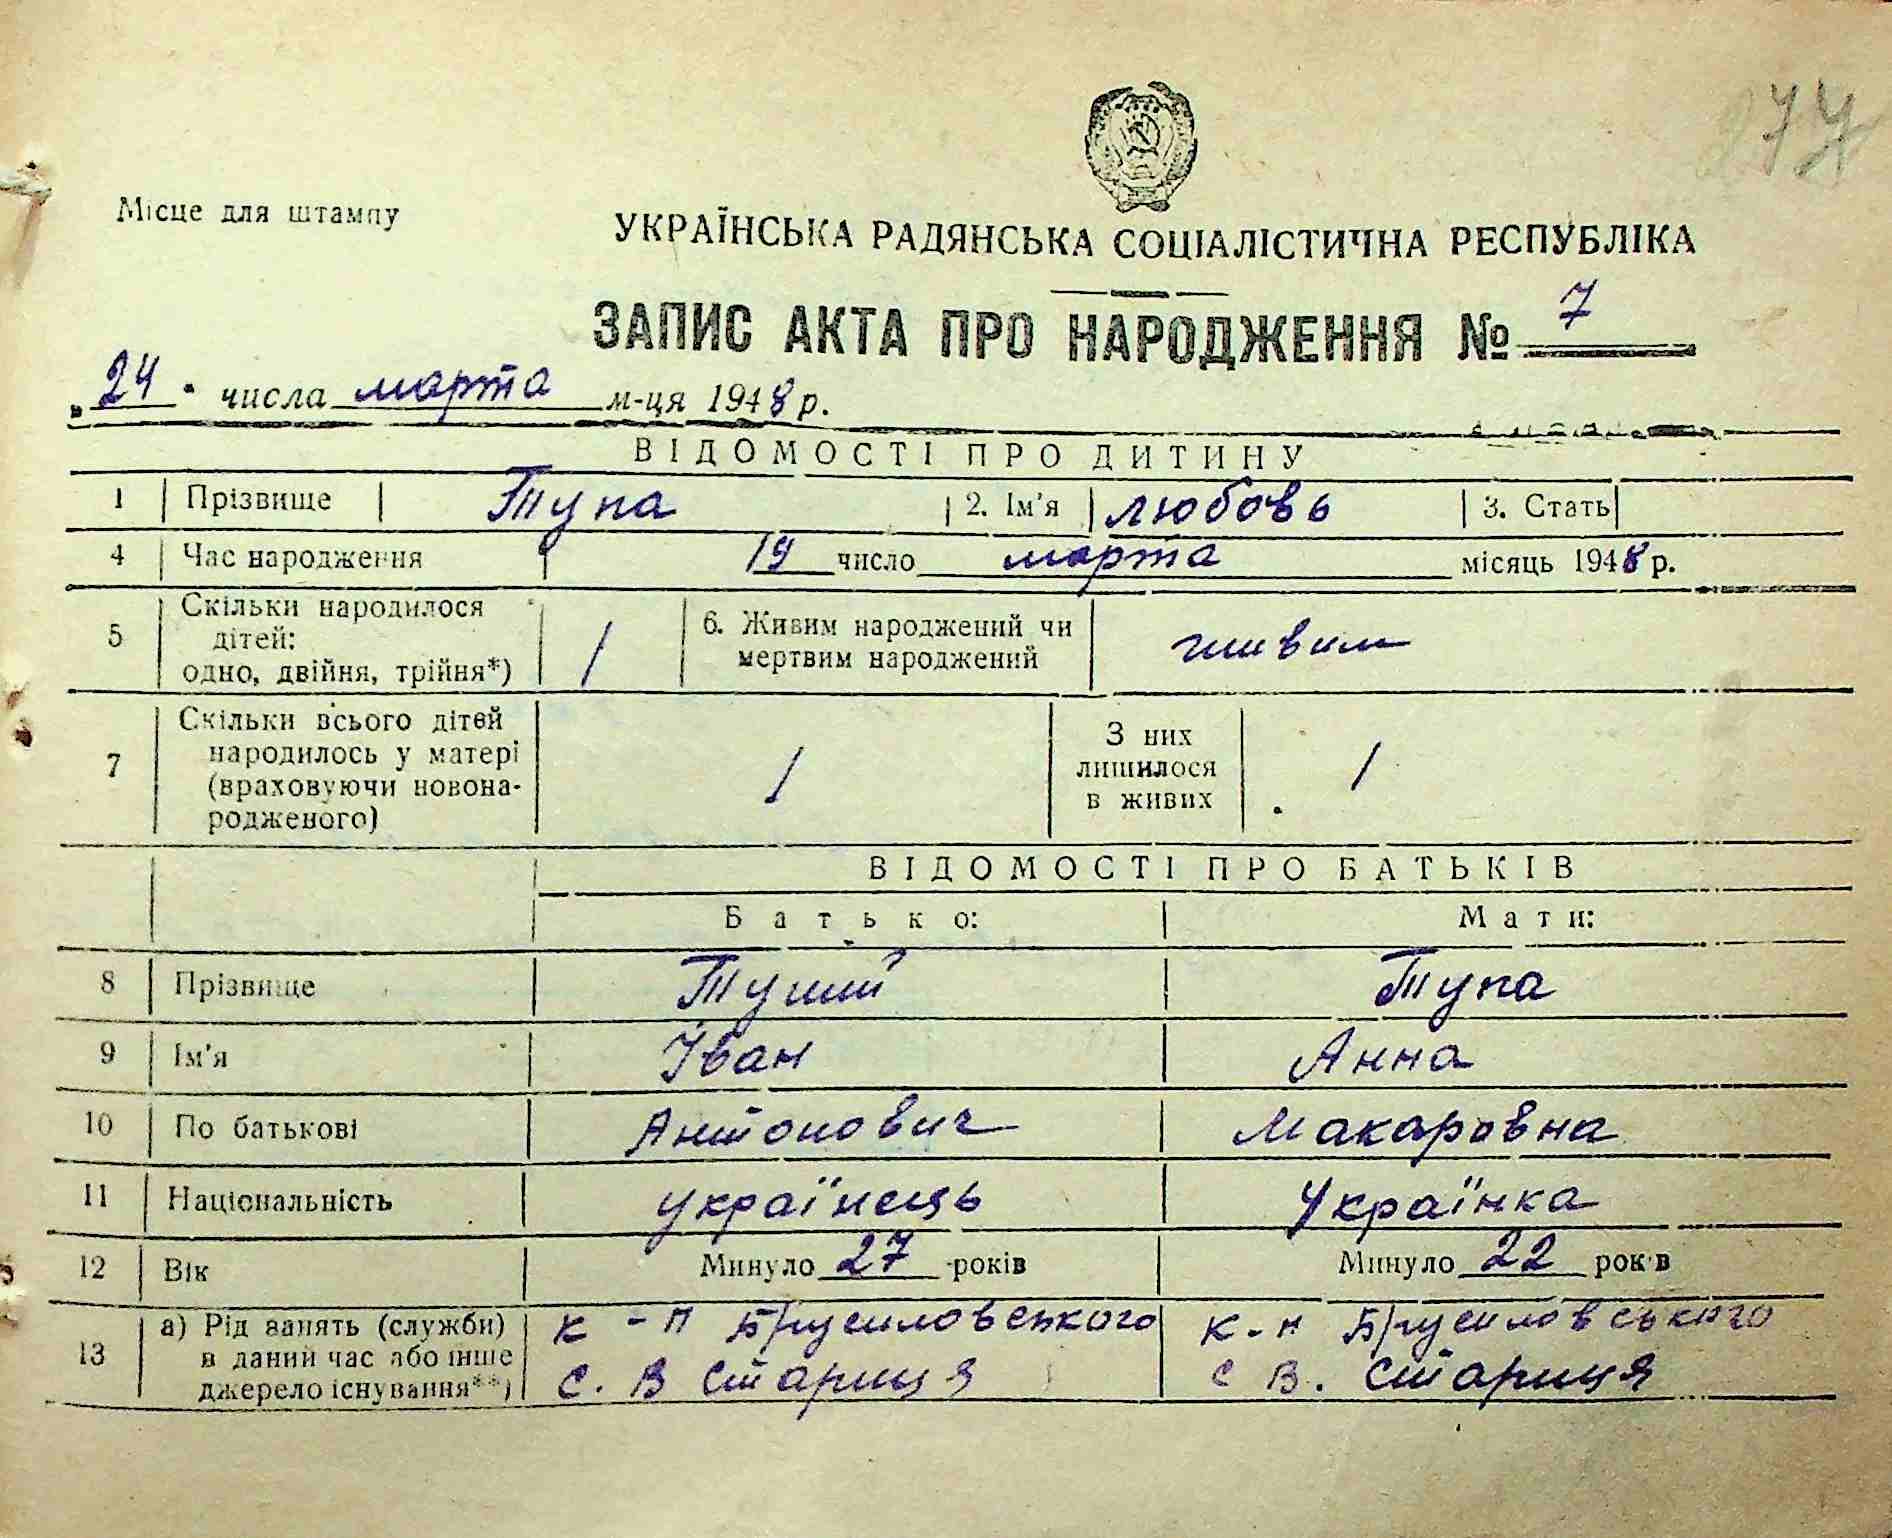 277
Місце для штампу
УКРАЇНСЬКА РАДЯНСЬКА СОЦІАЛІСТИЧНА РЕСПУБЛІКА
ЗАПИС АКТА ПРО НАРОДЖЕННЯ № 7
„24" числа марта м-ця 1948 р.
ВІДОМОСТІ ПРО ДИТИНУ
1 Прізвище Тупа 2. Ім'я любовь 3. Стать
4 Час народження 19 число марта місяць 1948 р.
5 Скільки народилося дітей: одно, двійня, трійня*) 1 6. Живим народжений чи мертвим народжений живим
7 Скільки всього дітей народилось у матері (враховуючи новонародженого) 1 З них лишилося в живих 1
ВІДОМОСТІ ПРО БАТЬКІВ
Батько: Мати:
8 Прізвище Тупий Тупа
9 Ім'я Іван Анна
10 По батькові Антонович Макаровна
11 Національність українець Українка
12 Вік Минуло 27 років Минуло 22 років
13 а) Рід занять (служби) в даний час або інше джерело існування**)
к-п Брусиловського к-п Брусиловського
с. В Стариця с В. Стариця